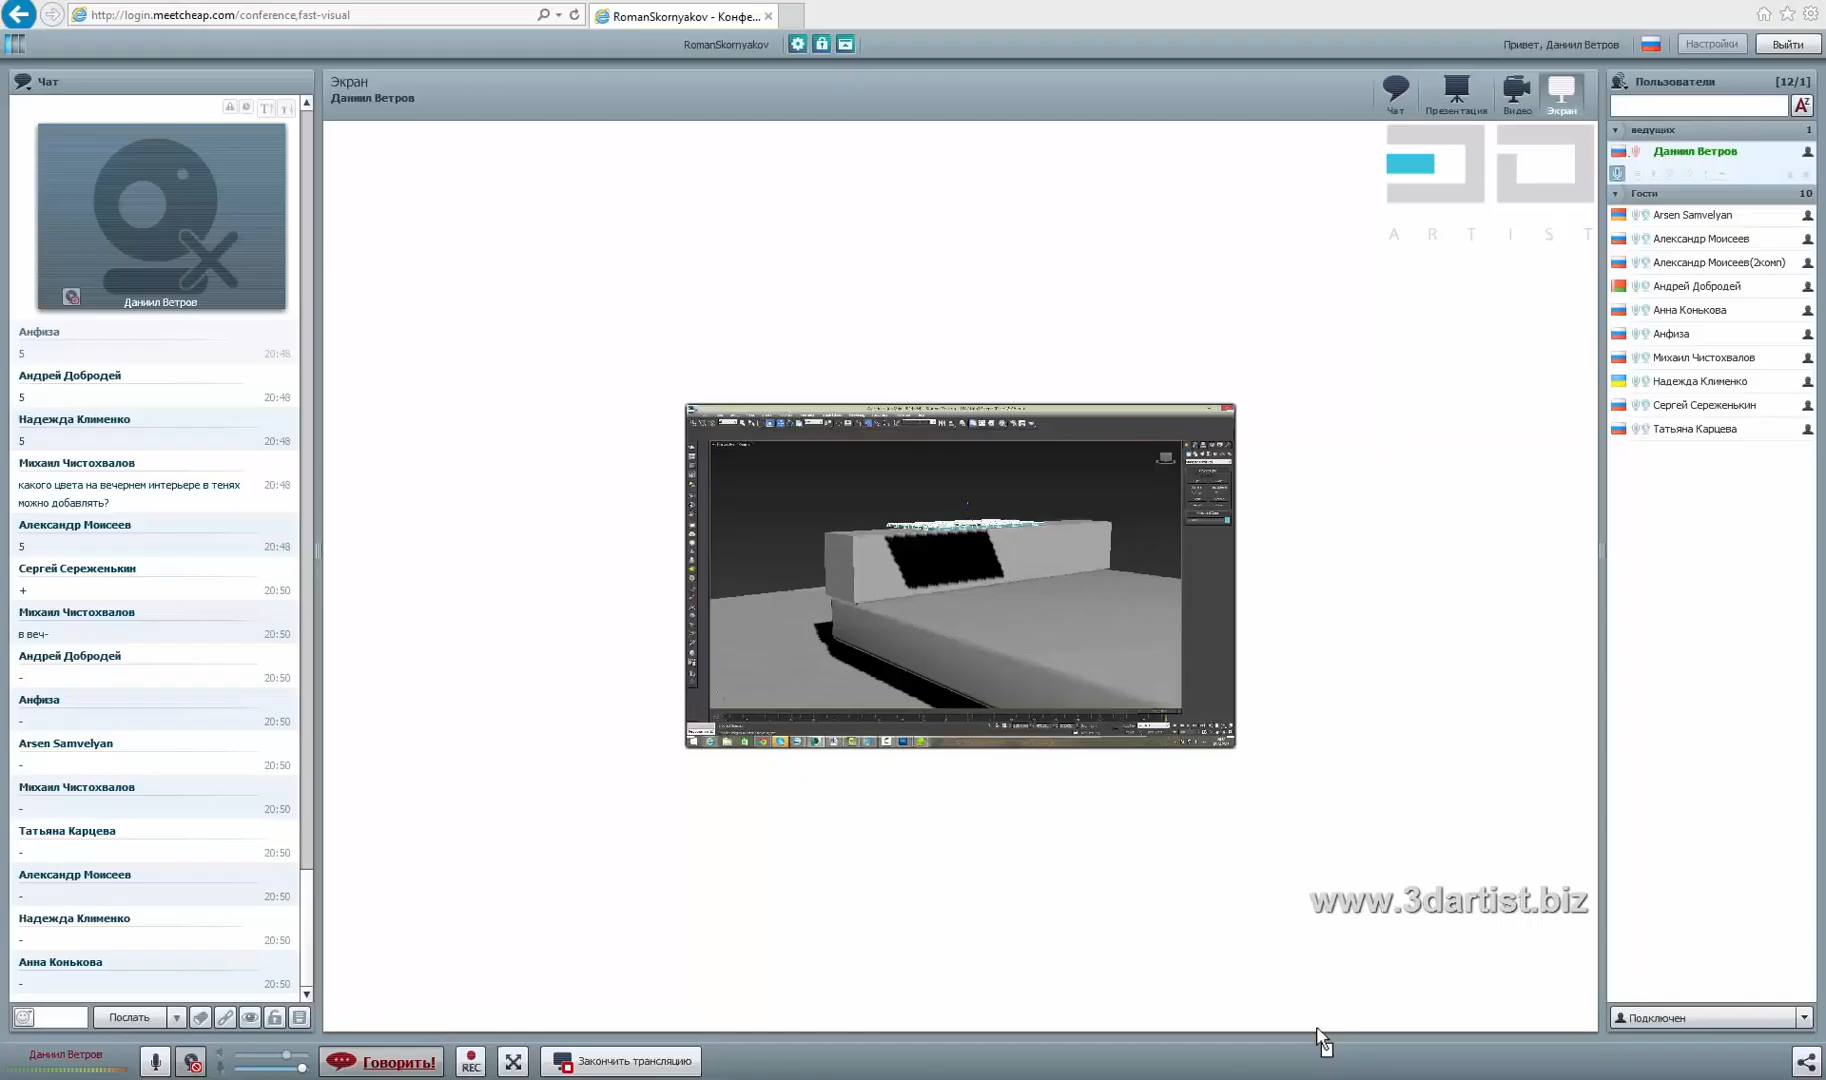 http://login.meetcheap.com/conference,fast-visual
RomanSkornyakov - Конфе...
RomanSkornyakov
Привет, Даниил Ветров
Настройки
Выйти
Чат
Даниил Ветров
Анфиза
5 20:48
Андрей Добродей
5 20:48
Надежда Клименко
5 20:48
Михаил Чистохвалов
какого цвета на вечернем интерьере в тенях 20:48
можно добавлять?
Александр Моисеев
5 20:48
Сергей Сереженькин
+ 20:50
Михаил Чистохвалов
в веч- 20:50
Андрей Добродей
- 20:50
Анфиза
- 20:50
Arsen Samvelyan
- 20:50
Михаил Чистохвалов
- 20:50
Татьяна Карцева
- 20:50
Александр Моисеев
- 20:50
Надежда Клименко
- 20:50
Анна Конькова
- 20:50
Послать
Экран
Даниил Ветров
Чат
Презентация
Видео
Экран
ARTIST
www.3dartist.biz
Пользователи [12/1]
ведущих 1
Даниил Ветров
Гости 10
Arsen Samvelyan
Александр Моисеев
Александр Моисеев(2комп)
Андрей Добродей
Анна Конькова
Анфиза
Михаил Чистохвалов
Надежда Клименко
Сергей Сереженькин
Татьяна Карцева
Подключен
Даниил Ветров
Говорить!
REC
Закончить трансляцию